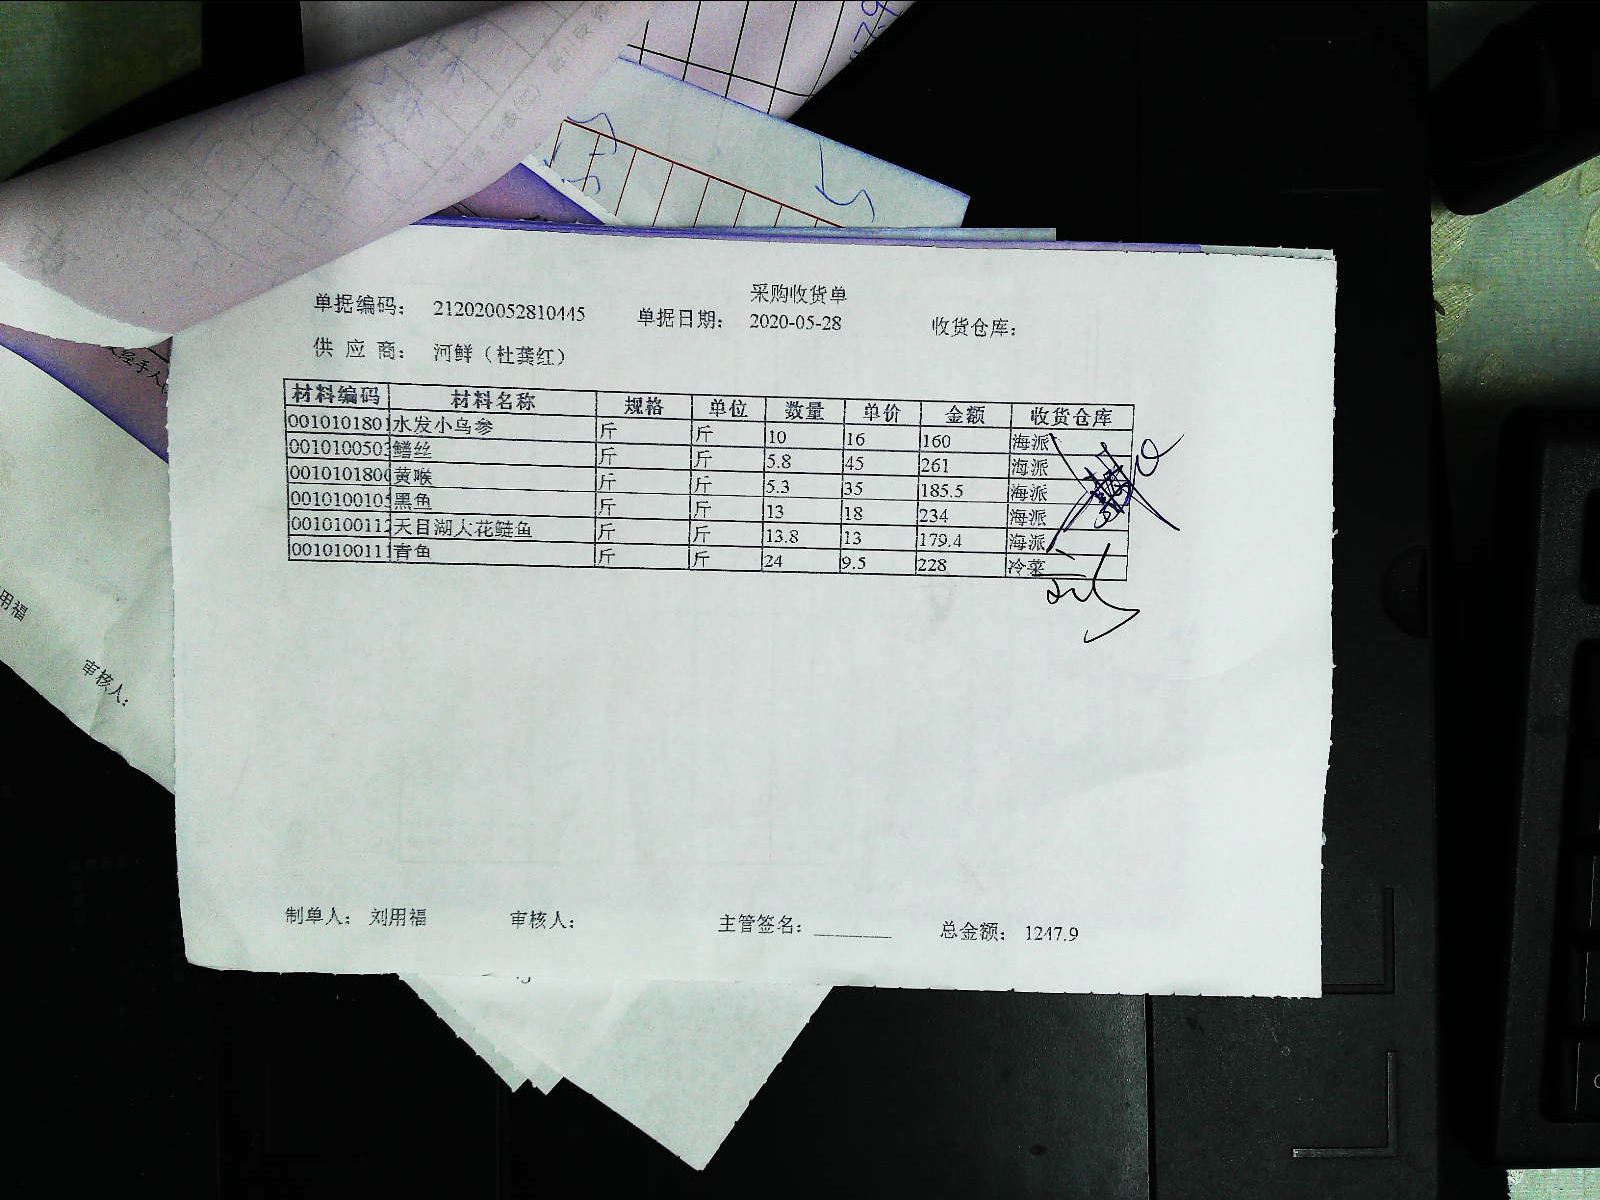 采购收货单
单据编码： 212020052810445 单据日期： 2020-05-28 收货仓库：
供 应 商： 河鲜（杜龚红）
材料编码 材料名称 规格 单位 数量 单价 金额 收货仓库
0010101801 水发小乌参 斤 斤 10 16 160 海派
001010050 鳝丝 斤 斤 5.8 45 261 海派
001010180 黄喉 斤 斤 5.3 35 185.5 海派
001010010 黑鱼 斤 斤 13 18 234 海派
001010011 天目湖大花鲢鱼 斤 斤 13.8 13 179.4 海派
0010100111 青鱼 斤 斤 24 9.5 228 冷菜
制单人： 刘用福 审核人： 主管签名： 总金额： 1247.9
经手人
用福
审核人：